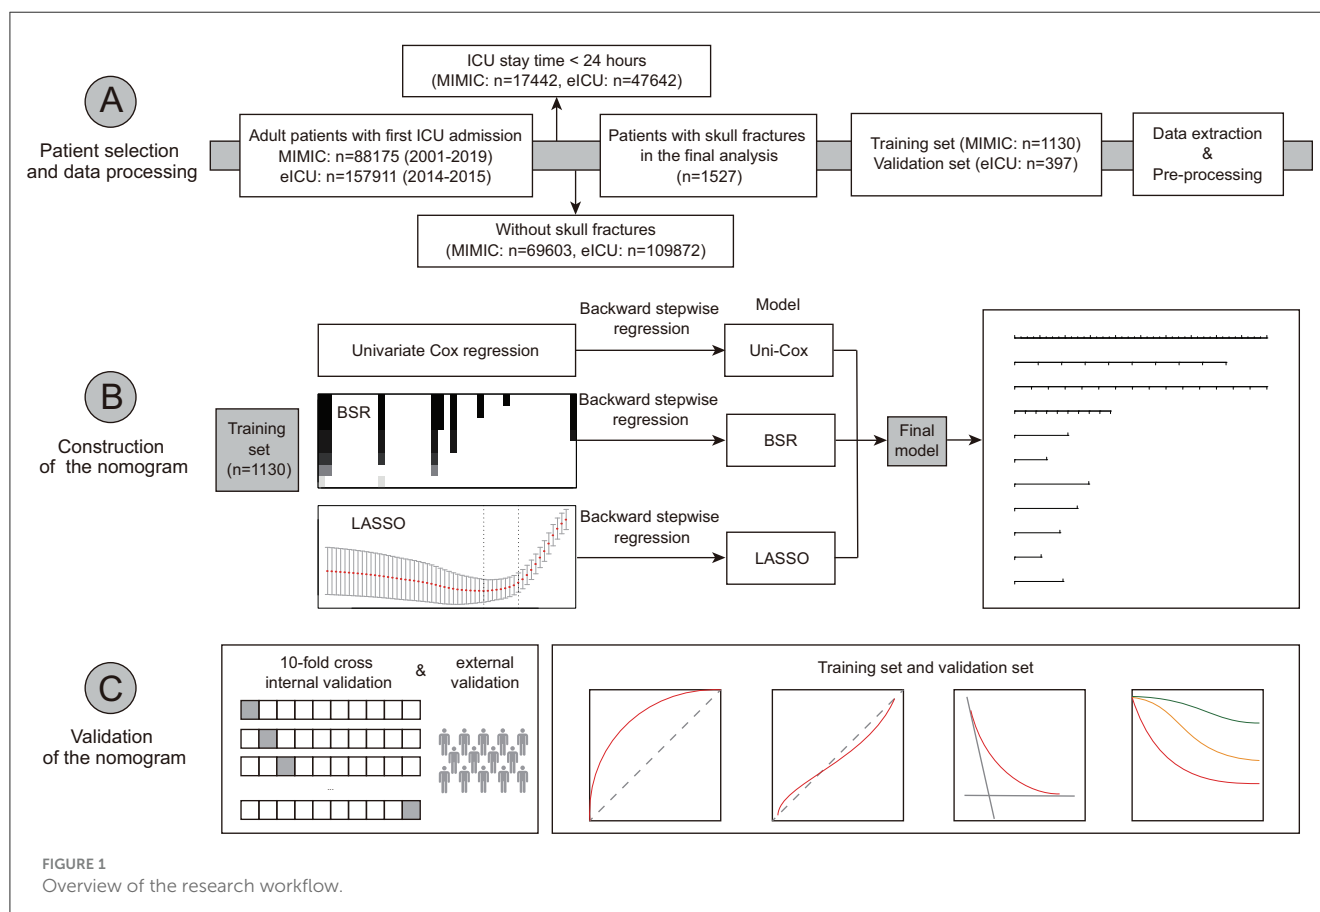 A
Patient selection
and data processing
ICU stay time < 24 hours
(MIMIC: n=17442, eICU: n=47642)
Adult patients with first ICU admission
MIMIC: n=88175 (2001-2019)
eICU: n=157911 (2014-2015)
Patients with skull fractures
in the final analysis
(n=1527)
Training set (MIMIC: n=1130)
Validation set (eICU: n=397)
Data extraction
&
Pre-processing
Without skull fractures
(MIMIC: n=69603, eICU: n=109872)
B
Construction
of the nomogram
Training
set
(n=1130)
Univariate Cox regression
Backward stepwise
regression
Model
Uni-Cox
BSR
Backward stepwise
regression
BSR
LASSO
Backward stepwise
regression
LASSO
Final
model
C
Validation
of the nomogram
10-fold cross
internal validation
&
external
validation
...
Training set and validation set
FIGURE 1
Overview of the research workflow.